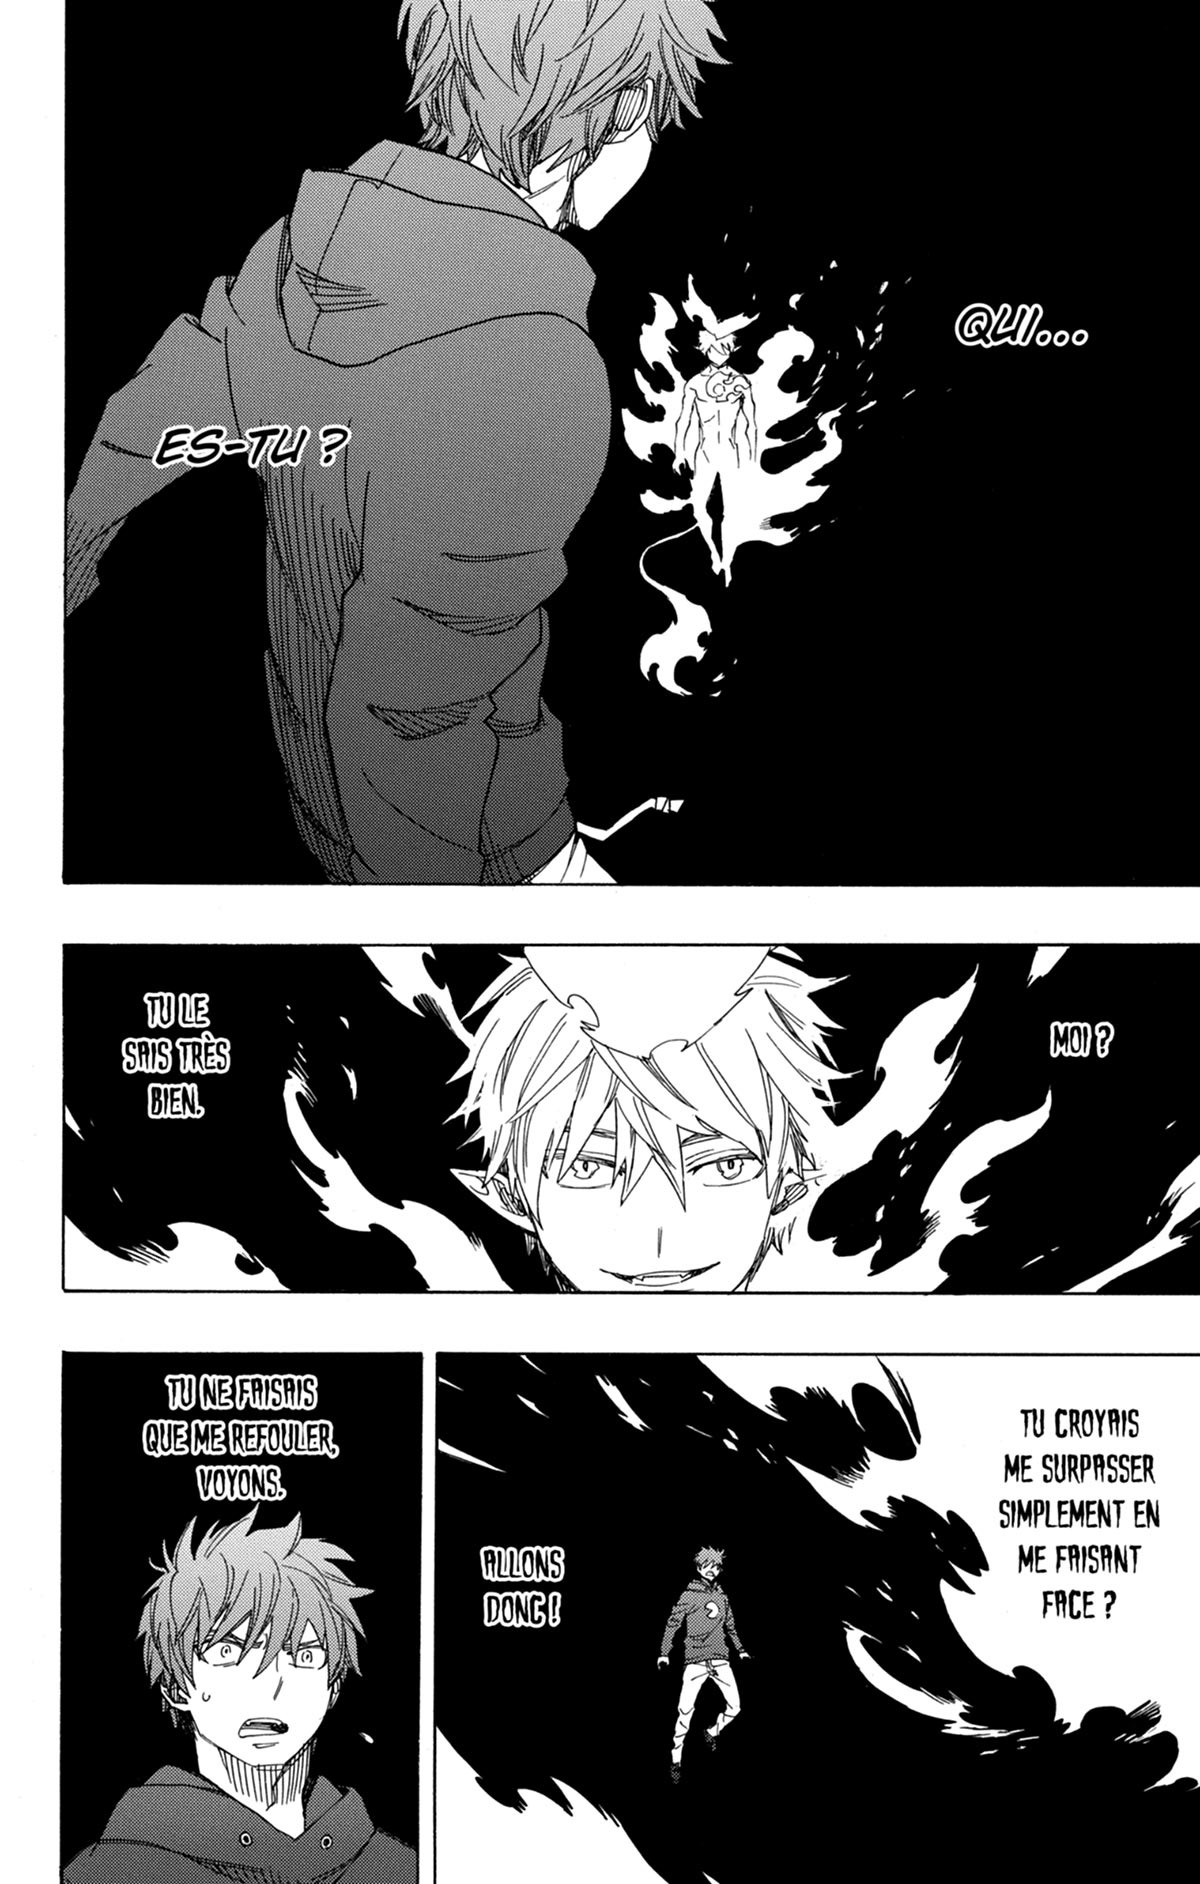 QUI...
ES-TU ?
MOI ?
TU LE
SAIS TRÈS
BIEN.
TU CROYAIS
ME SURPASSER
SIMPLEMENT EN
ME FAISANT
FACE ?
ALLONS
DONC !
TU NE FAISAIS
QUE ME REFOULER,
VOYONS.